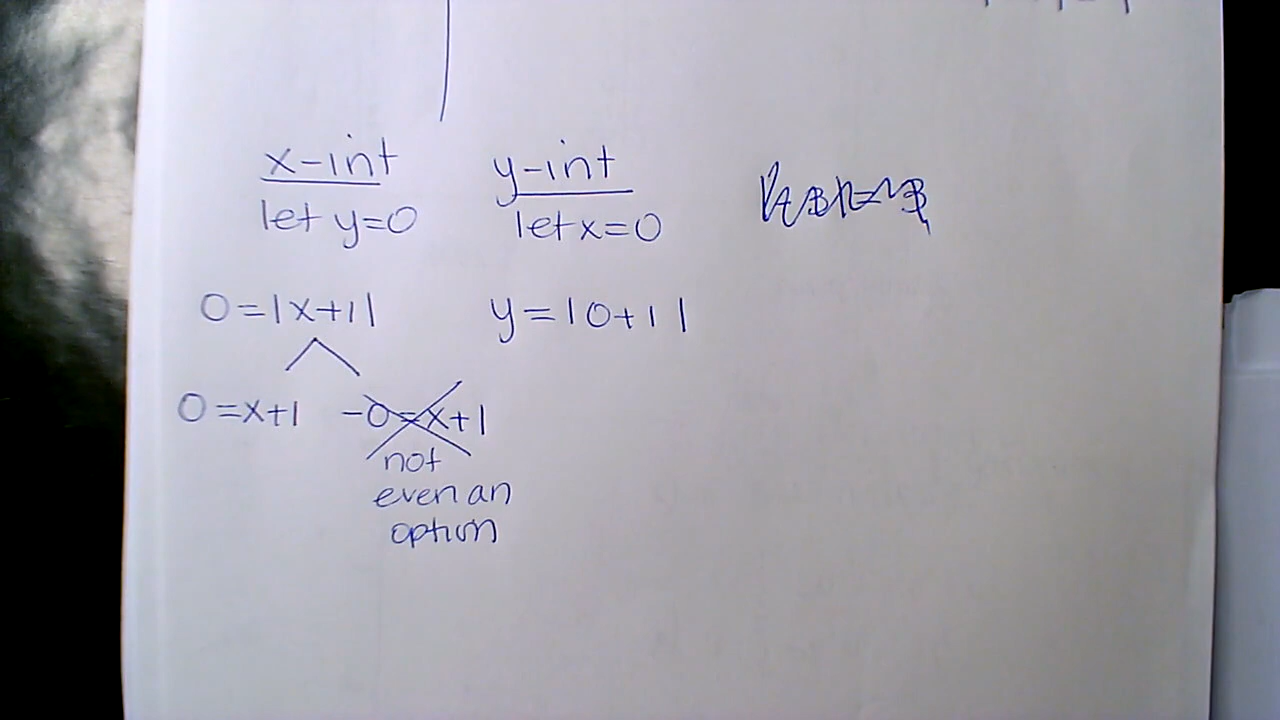 x-int
let y=0
0=|x+1|
0=x+1
-0=x+1
not
even an
option
y-int
let x=0
y=|0+1|